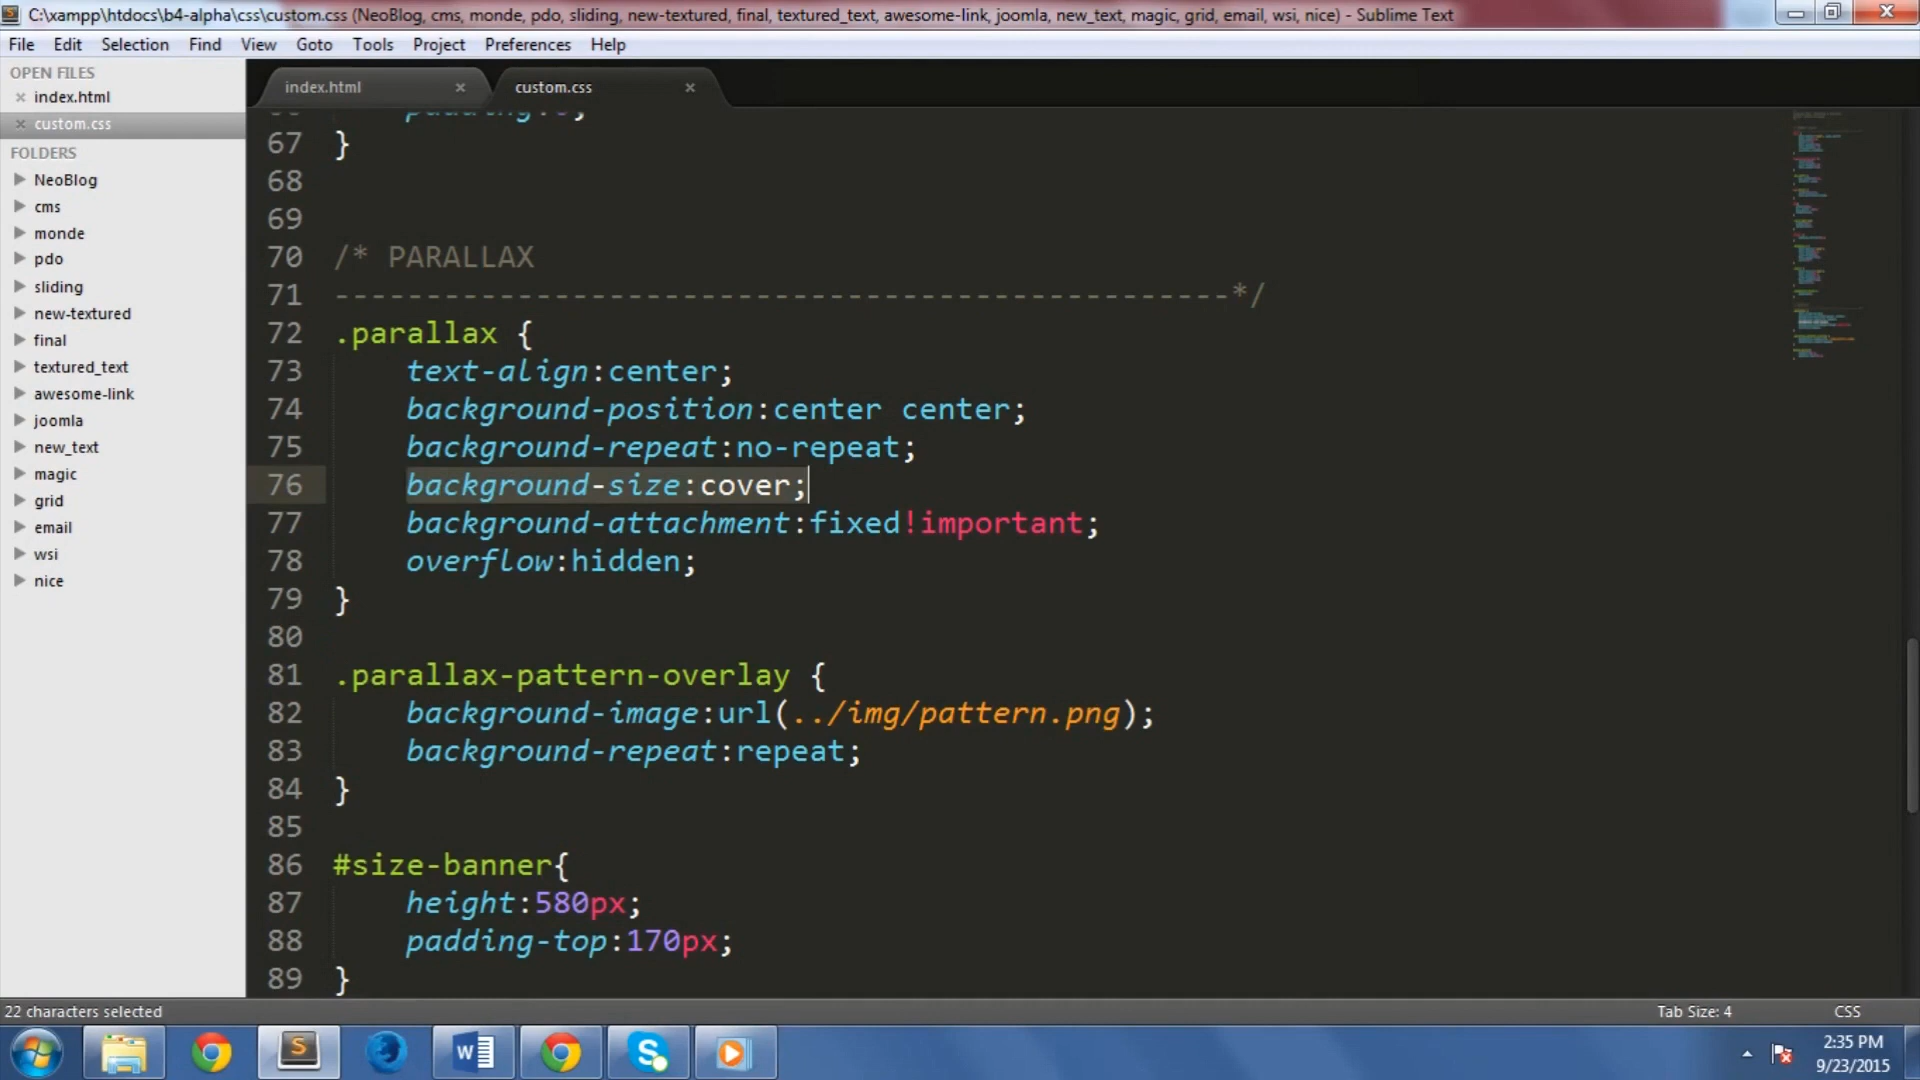 C:\xampp\htdocs\b4-alpha\css\custom.css (NeoBlog, cms, monde, pdo, sliding, new-textured, final, textured_text, awesome-link, joomla, new_text, magic, grid, email, wsi, nice) - Sublime Text
File Edit Selection Find View Goto Tools Project Preferences Help
OPEN FILES
index.html
custom.css
FOLDERS
NeoBlog
cms
monde
pdo
sliding
new-textured
final
textured_text
awesome-link
joomla
new_text
magic
grid
email
wsi
nice
index.html custom.css
67 }
68
69
70 /* PARALLAX
71 -------------------------------------------------*/
72 .parallax {
73 text-align:center;
74 background-position:center center;
75 background-repeat:no-repeat;
76 background-size:cover;
77 background-attachment:fixed!important;
78 overflow:hidden;
79 }
80
81 .parallax-pattern-overlay {
82 background-image:url(../img/pattern.png);
83 background-repeat:repeat;
84 }
85
86 #size-banner{
87 height:580px;
88 padding-top:170px;
89 }
22 characters selected
Tab Size: 4 CSS
2:35 PM
9/23/2015